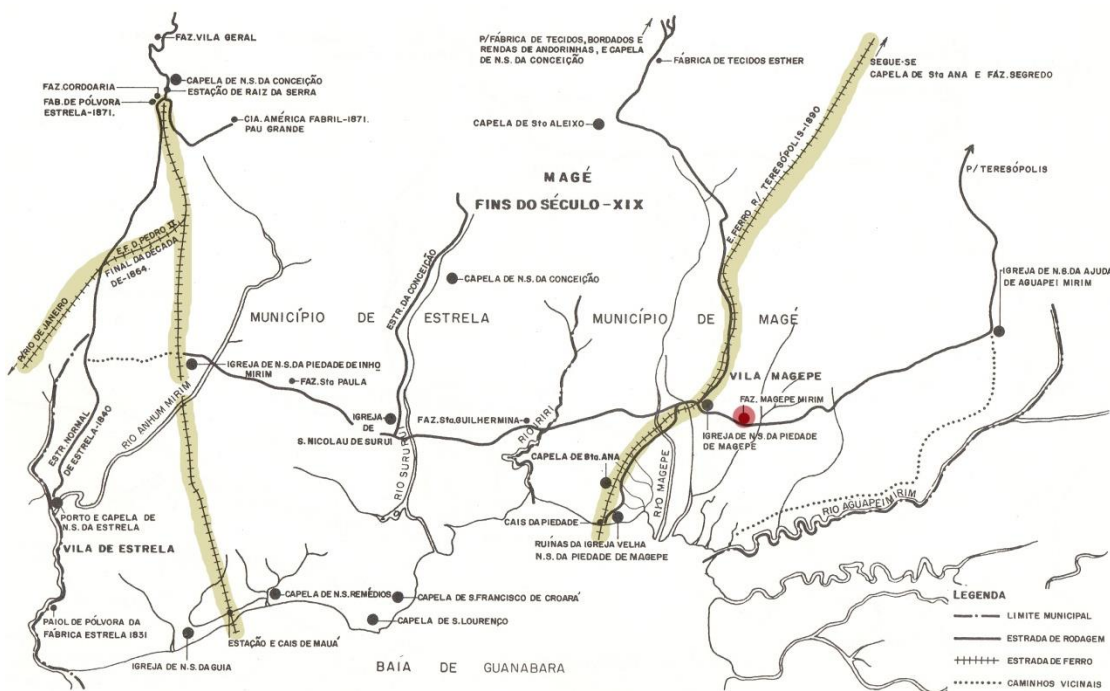 FAZ. VILA GERAL
CAPELA DE N.S. DA CONCEIÇÃO
ESTAÇÃO DE RAIZ DA SERRA
FAZ. CORDOARIA
FAB. DE PÓLVORA
ESTRELA-1871.
CIA. AMÉRICA FABRIL-1871.
PAU GRANDE
P/FÁBRICA DE TECIDOS, BORDADOS E
RENDAS DE ANDORINHAS, E CAPELA
DE N.S. DA CONCEIÇÃO
FÁBRICA DE TECIDOS ESTHER
SEGUE-SE
CAPELA DE Sta ANA E FAZ. SEGREDO
CAPELA DE Sto ALEIXO
MAGÉ
FINS DO SÉCULO-XIX
E. FERRO P/ TERESÓPOLIS-1890
P/ TERESÓPOLIS
E.F. D. PEDRO II
FINAL DA DÉCADA
DE-1864.
P/RIO DE JANEIRO
ESTR. DA CONCEIÇÃO
CAPELA DE N.S. DA CONCEIÇÃO
IGREJA DE N.S. DA AJUDA
DE AGUAPEI MIRIM
MUNICÍPIO DE ESTRELA
MUNICÍPIO DE MAGÉ
IGREJA DE N.S. DA PIEDADE DE INHO
MIRIM
FAZ. Sta PAULA
VILA MAGEPE
FAZ. MAGEPE MIRIM
IGREJA DE N.S. DA PIEDADE
DE MAGEPE
ESTR. NORMAL
DE ESTRELA-1840
RIO ANHUM MIRIM
IGREJA
DE
S. NICOLAU DE SURUI
FAZ. Sta. GUILHERMINA
RIO IRIRI
RIO SURUI
CAPELA DE Sta. ANA
RIO MAGEPE
RIO AGUAPEI MIRIM
PORTO E CAPELA DE
N.S. DA ESTRELA
VILA DE ESTRELA
CAIS DA PIEDADE
RUÍNAS DA IGREJA VELHA
N.S. DA PIEDADE DE MAGEPE
CAPELA DE N.S. REMÉDIOS
CAPELA DE S. FRANCISCO DE CROARÁ
PAIOL DE PÓLVORA DA
FÁBRICA ESTRELA 1831
CAPELA DE S. LOURENÇO
ESTAÇÃO E CAIS DE MAUÁ
IGREJA DE N.S. DA GUIA
BAÍA DE GUANABARA
LEGENDA
LIMITE MUNICIPAL
ESTRADA DE RODAGEM
ESTRADA DE FERRO
CAMINHOS VICINAIS